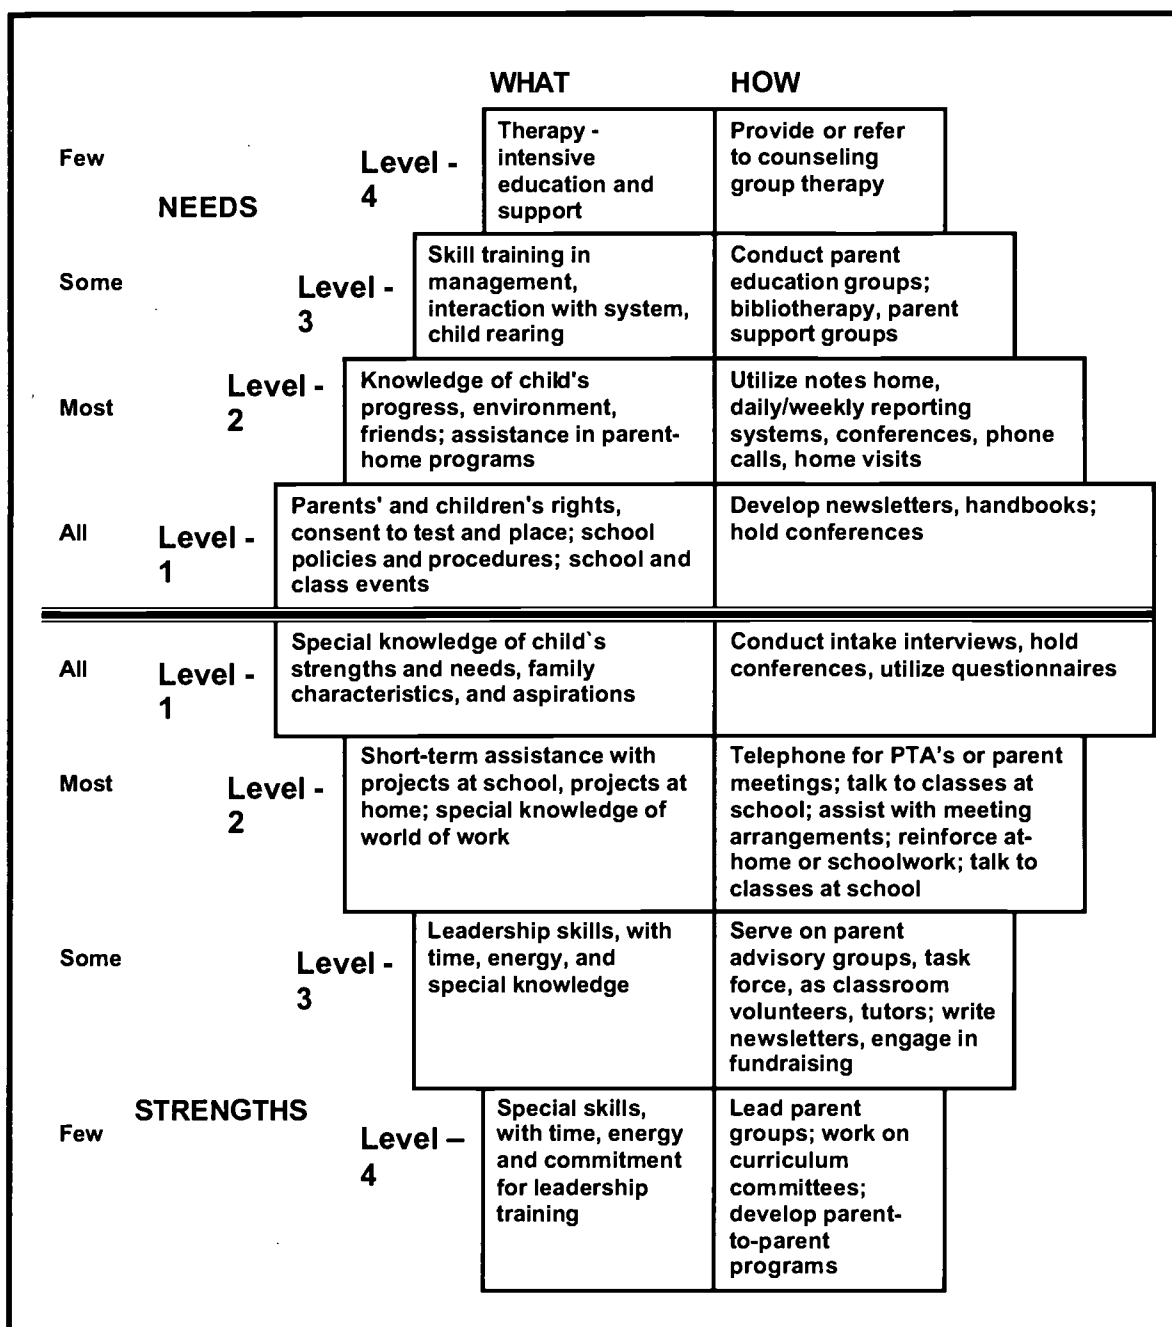 WHAT HOW
Few
NEEDS
Level -
4
Therapy -
intensive
education and
support
Provide or refer
to counseling
group therapy
Some
Level -
3
Skill training in
management,
interaction with system,
child rearing
Conduct parent
education groups;
bibliotherapy, parent
support groups
Most
Level -
2
Knowledge of child's
progress, environment,
friends; assistance in parent-
home programs
Utilize notes home,
daily/weekly reporting
systems, conferences, phone
calls, home visits
All
Level -
1
Parents' and children's rights,
consent to test and place; school
policies and procedures; school and
class events
Develop newsletters, handbooks;
hold conferences
All
Level -
1
Special knowledge of child`s
strengths and needs, family
characteristics, and aspirations
Conduct intake interviews, hold
conferences, utilize questionnaires
Most
Level -
2
Short-term assistance with
projects at school, projects at
home; special knowledge of
world of work
Telephone for PTA's or parent
meetings; talk to classes at
school; assist with meeting
arrangements; reinforce at-
home or schoolwork; talk to
classes at school
Some
Level -
3
Leadership skills, with
time, energy, and
special knowledge
Serve on parent
advisory groups, task
force, as classroom
volunteers, tutors; write
newsletters, engage in
fundraising
STRENGTHS
Few
Level –
4
Special skills,
with time, energy
and commitment
for leadership
training
Lead parent
groups; work on
curriculum
committees;
develop parent-
to-parent
programs